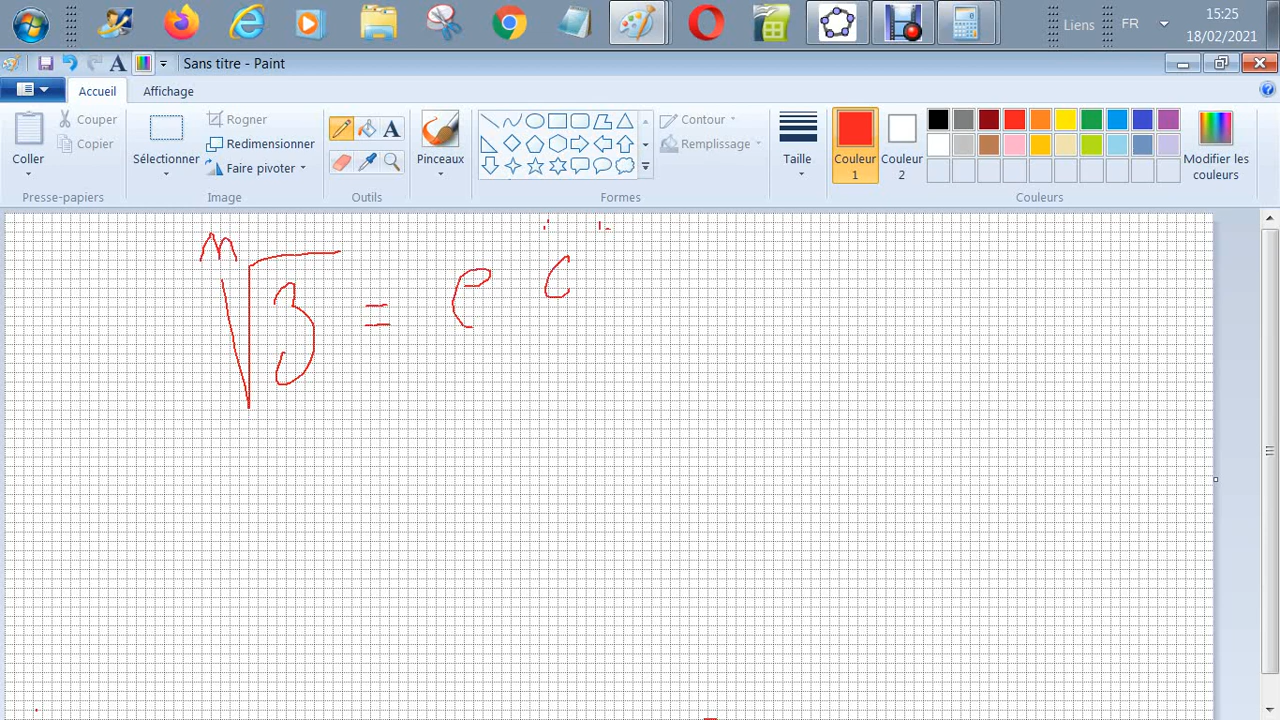 15:25
Liens FR
18/02/2021
Sans titre - Paint
Accueil Affichage
Coller
Couper
Copier
Presse-papiers
Sélectionner
Rogner
Redimensionner
Faire pivoter
Image
Outils
Pinceaux
Contour
Remplissage
Formes
Taille
Couleur 1
Couleur 2
Modifier les couleurs
Couleurs
ⁿ√3 = e